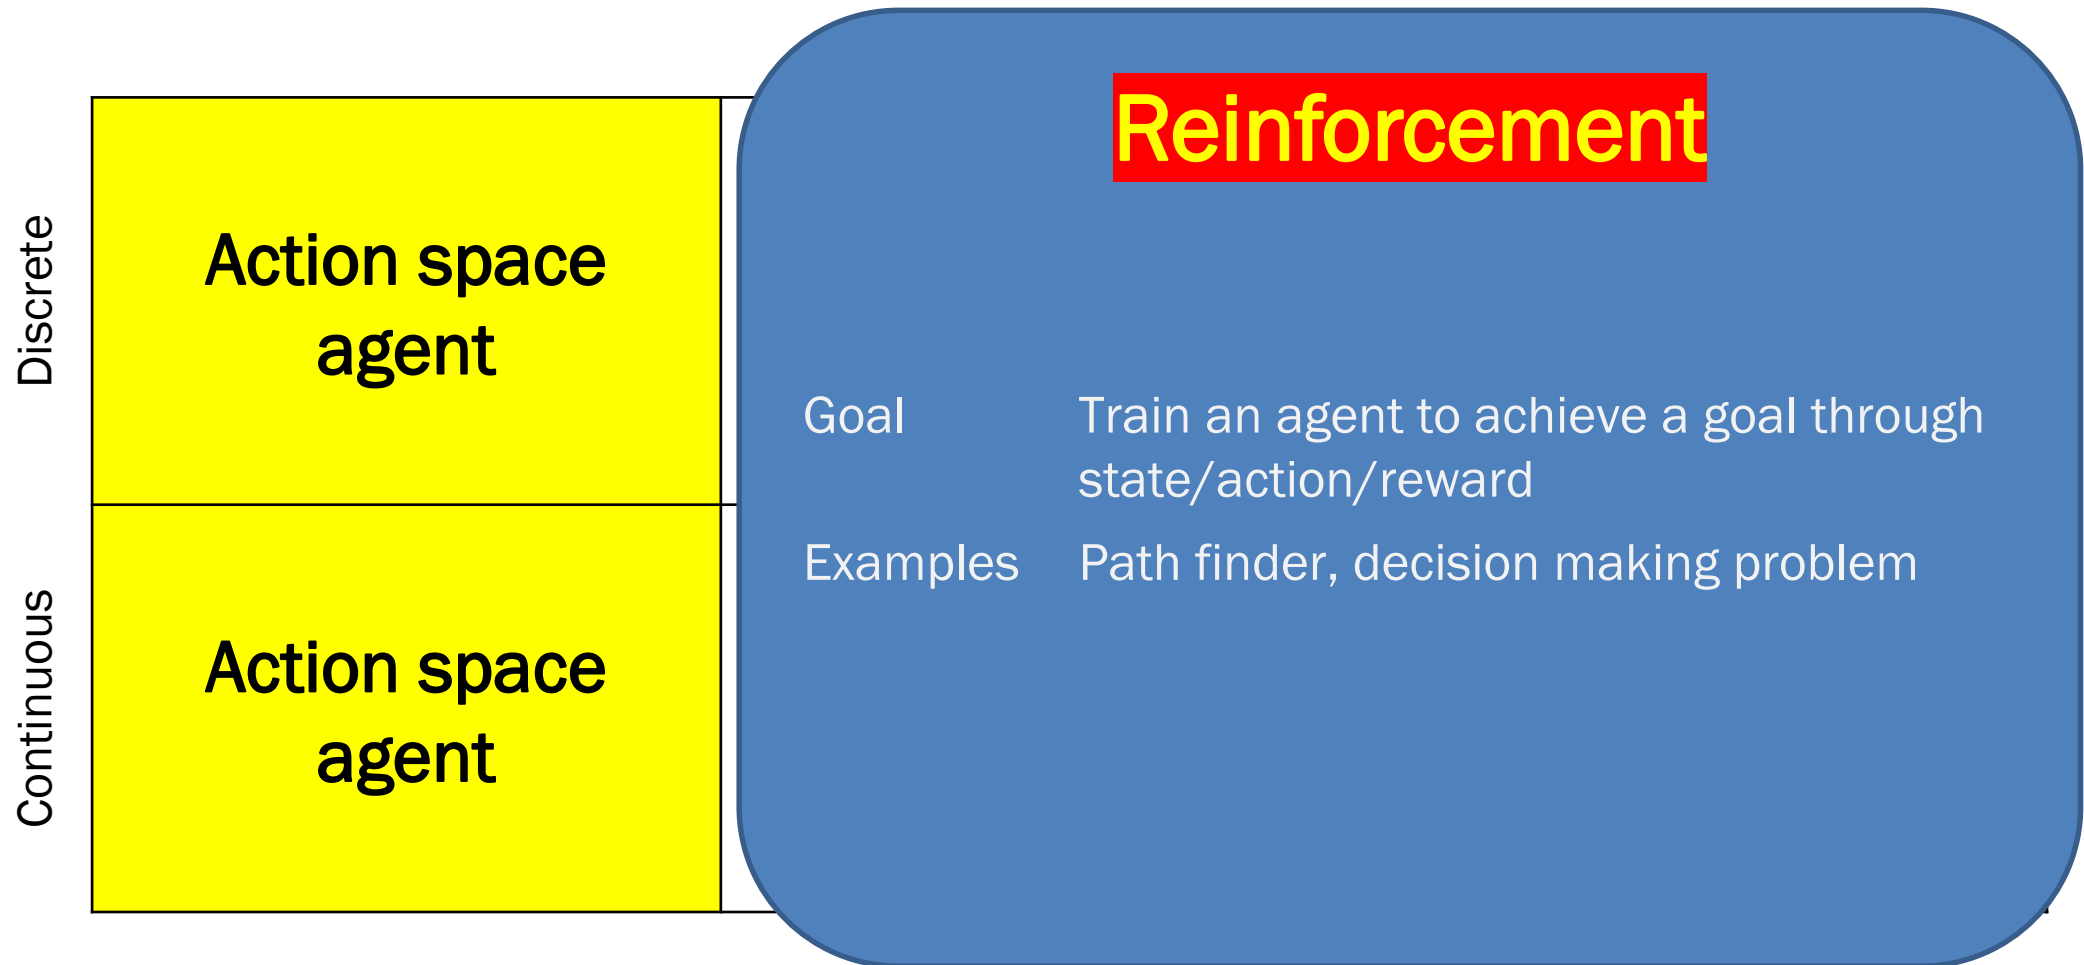 Reinforcement
Discrete
Action space
agent
Continuous
Action space
agent
Goal Train an agent to achieve a goal through
state/action/reward
Examples Path finder, decision making problem